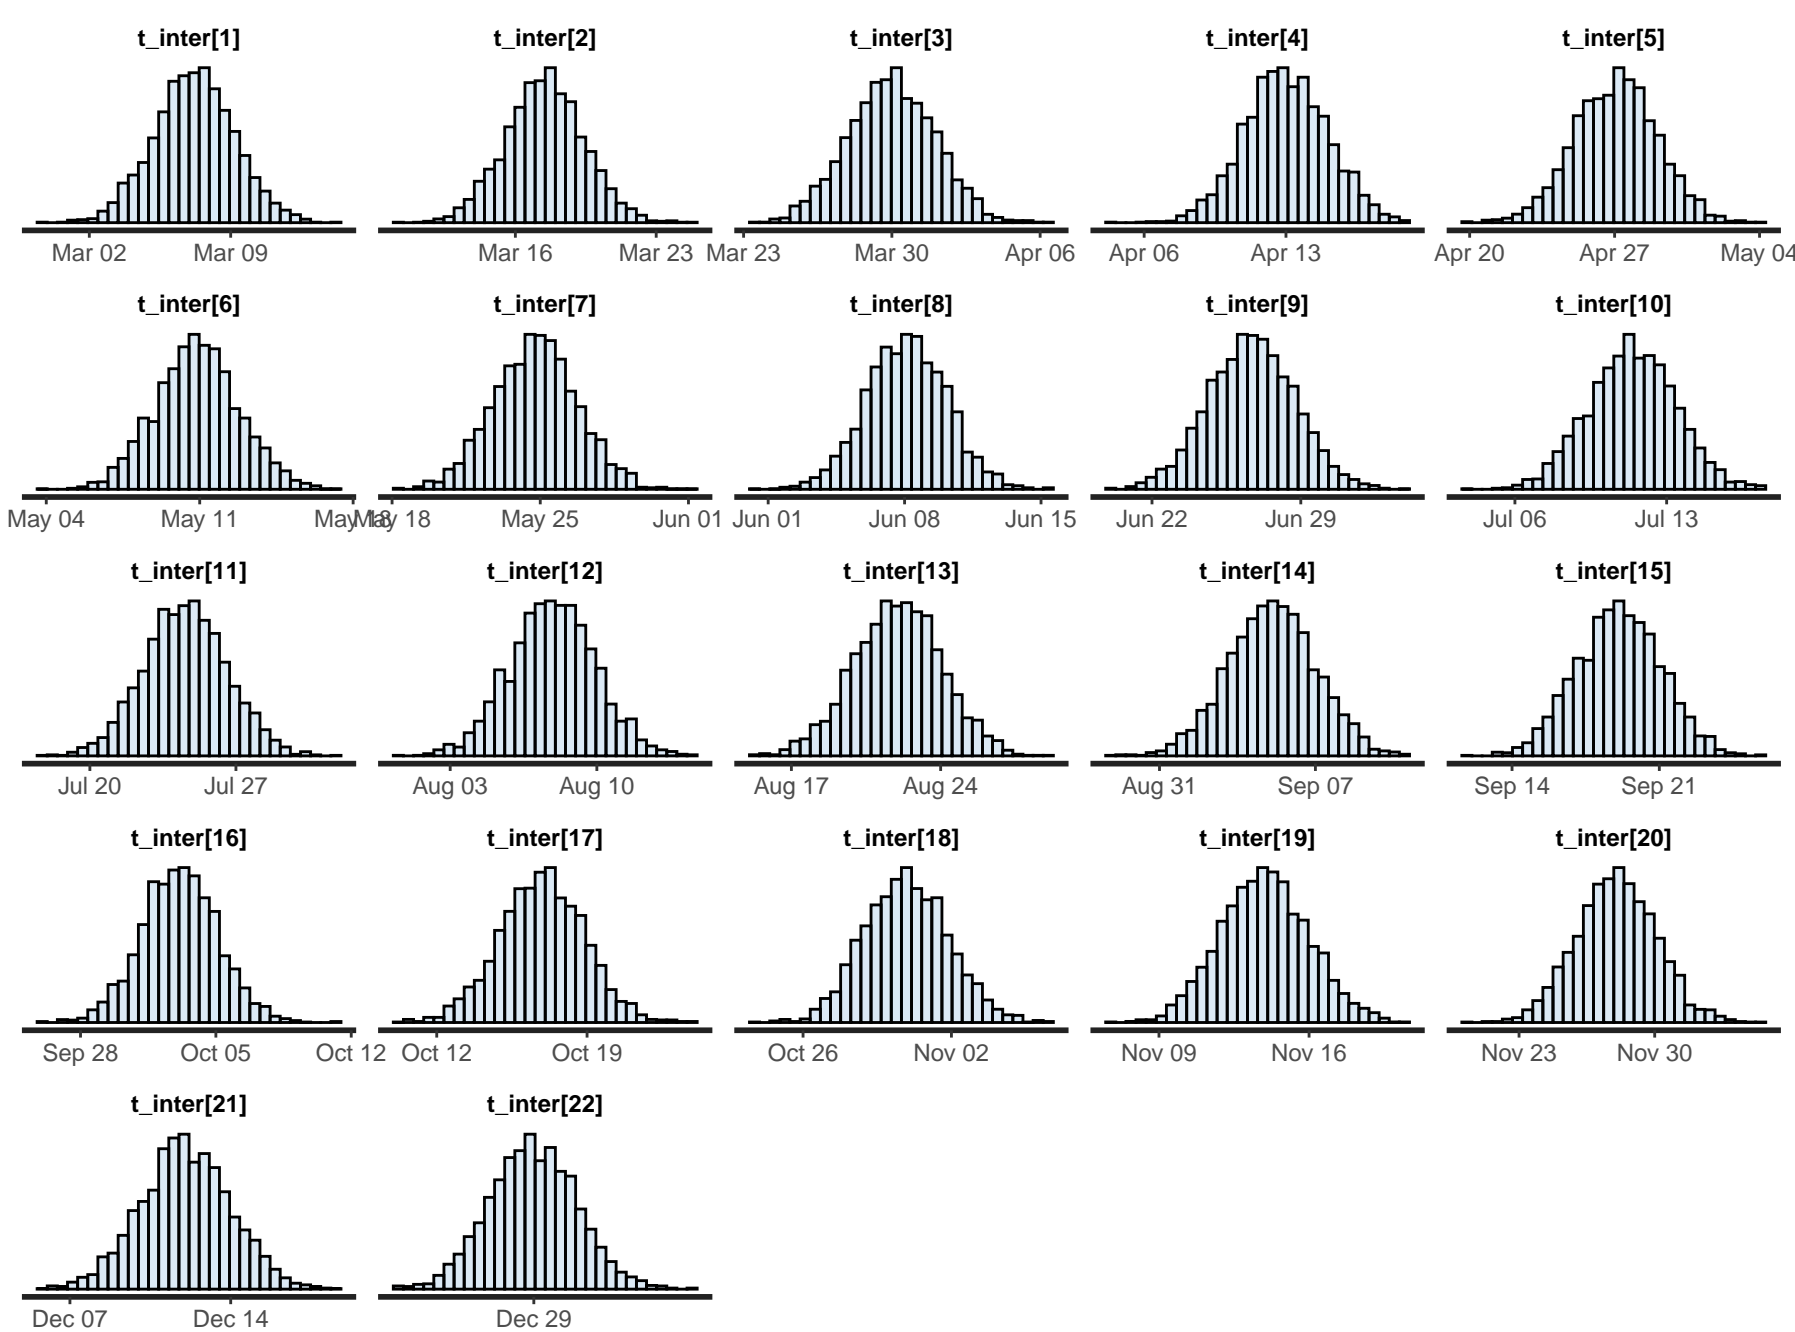 t_inter[1] t_inter[2] t_inter[3] t_inter[4] t_inter[5]
Mar 02 Mar 09 Mar 16 Mar 23 Mar 23 Mar 30 Apr 06 Apr 06 Apr 13 Apr 20 Apr 27 May 04
t_inter[6] t_inter[7] t_inter[8] t_inter[9] t_inter[10]
May 04 May 11 May 18 May 18 May 25 Jun 01 Jun 01 Jun 08 Jun 15 Jun 22 Jun 29 Jul 06 Jul 13
t_inter[11] t_inter[12] t_inter[13] t_inter[14] t_inter[15]
Jul 20 Jul 27 Aug 03 Aug 10 Aug 17 Aug 24 Aug 31 Sep 07 Sep 14 Sep 21
t_inter[16] t_inter[17] t_inter[18] t_inter[19] t_inter[20]
Sep 28 Oct 05 Oct 12 Oct 12 Oct 19 Oct 26 Nov 02 Nov 09 Nov 16 Nov 23 Nov 30
t_inter[21] t_inter[22]
Dec 07 Dec 14 Dec 29